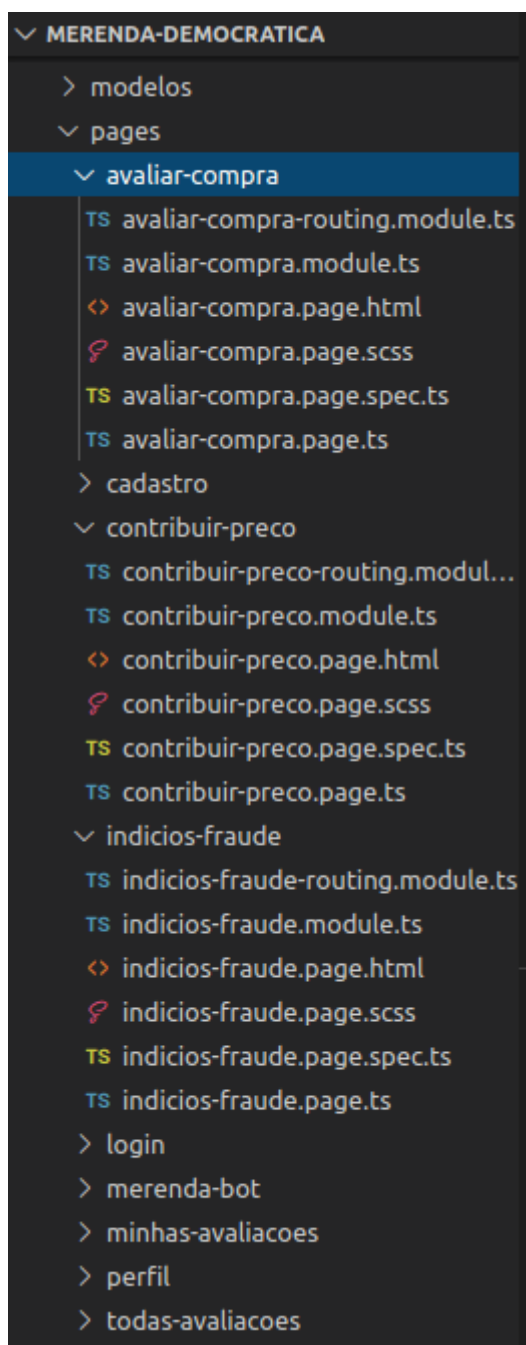 MERENDA-DEMOCRATICA
modelos
pages
avaliar-compra
TS avaliar-compra-routing.module.ts
TS avaliar-compra.module.ts
<> avaliar-compra.page.html
avaliar-compra.page.scss
TS avaliar-compra.page.spec.ts
TS avaliar-compra.page.ts
cadastro
contribuir-preco
TS contribuir-preco-routing.modul...
TS contribuir-preco.module.ts
<> contribuir-preco.page.html
contribuir-preco.page.scss
TS contribuir-preco.page.spec.ts
TS contribuir-preco.page.ts
indicios-fraude
TS indicios-fraude-routing.module.ts
TS indicios-fraude.module.ts
<> indicios-fraude.page.html
indicios-fraude.page.scss
TS indicios-fraude.page.spec.ts
TS indicios-fraude.page.ts
login
merenda-bot
minhas-avaliacoes
perfil
todas-avaliacoes